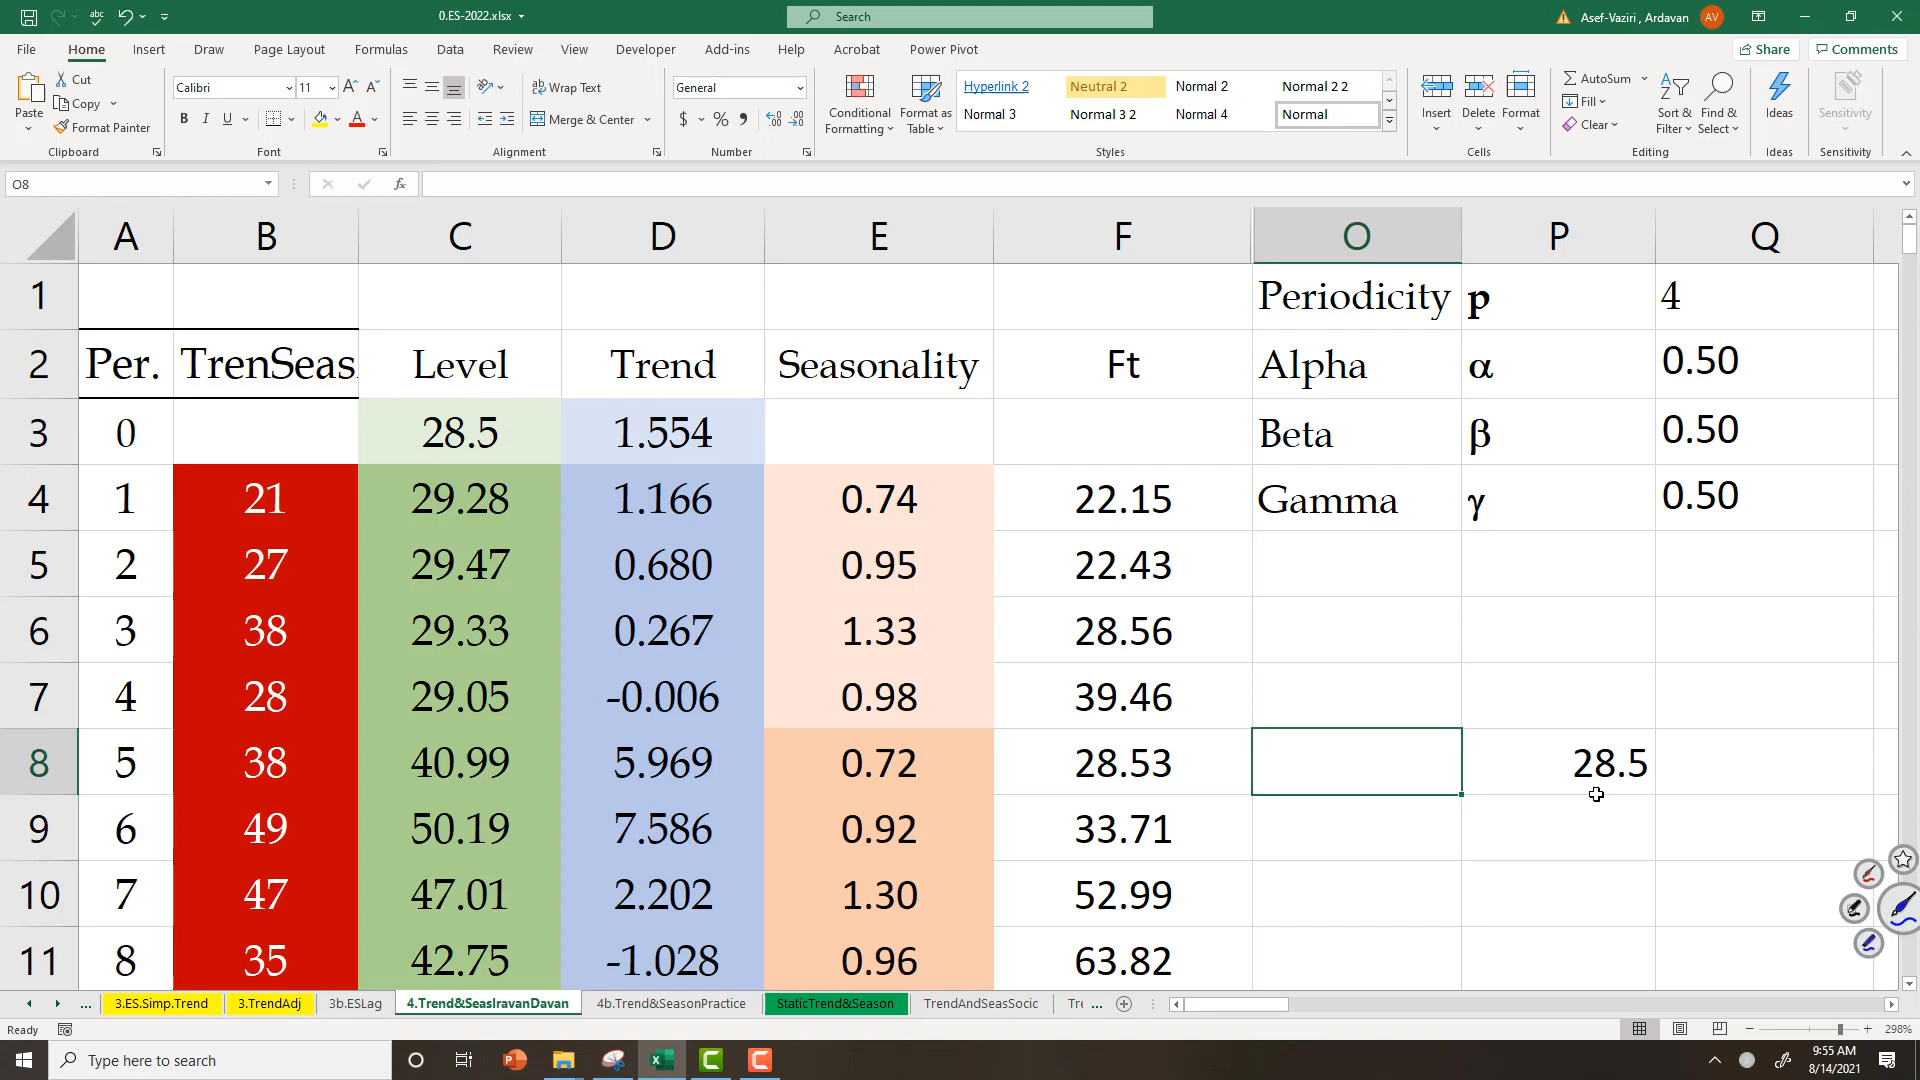 abc
0.ES-2022.xlsx
Search
Asef-Vaziri , Ardavan AV
File Home Insert Draw Page Layout Formulas Data Review View Developer Add-ins Help Acrobat Power Pivot Share Comments
Paste Cut Copy Format Painter Clipboard
Calibri 11 B I U Font
Wrap Text Merge & Center Alignment
General $ % Number
Conditional Formatting Format as Table
Hyperlink 2 Neutral 2 Normal 2 Normal 2 2
Normal 3 Normal 3 2 Normal 4 Normal
Styles
Insert Delete Format Cells
AutoSum Fill Clear Sort & Filter Find & Select Editing
Ideas Ideas
Sensitivity Sensitivity
O8 fx
A B C D E F O P Q
1 Periodicity p 4
2 Per. TrenSeas. Level Trend Seasonality Ft Alpha α 0.50
3 0 28.5 1.554 Beta β 0.50
4 1 21 29.28 1.166 0.74 22.15 Gamma γ 0.50
5 2 27 29.47 0.680 0.95 22.43
6 3 38 29.33 0.267 1.33 28.56
7 4 28 29.05 -0.006 0.98 39.46
8 5 38 40.99 5.969 0.72 28.53 28.5
9 6 49 50.19 7.586 0.92 33.71
10 7 47 47.01 2.202 1.30 52.99
11 8 35 42.75 -1.028 0.96 63.82
... 3.ES.Simp.Trend 3.TrendAdj 3b.ESLag 4.Trend&SeasIravanDavan 4b.Trend&SeasonPractice StaticTrend&Season TrendAndSeasSocic Tre ...
Ready 298%
Type here to search
9:55 AM
8/14/2021